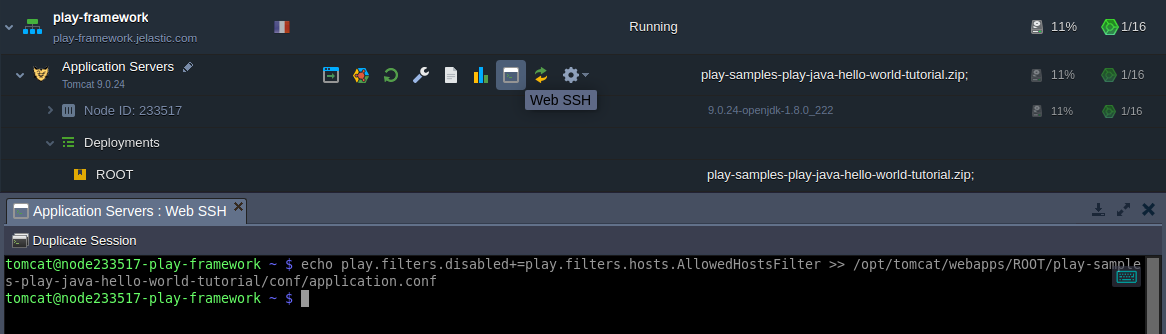 play-framework
play-framework.jelastic.com
Running
11%
1/16
Application Servers
Tomcat 9.0.24
play-samples-play-java-hello-world-tutorial.zip;
11%
1/16
Web SSH
Node ID: 233517
9.0.24-openjdk-1.8.0_222
11%
1/16
Deployments
ROOT
play-samples-play-java-hello-world-tutorial.zip;
Application Servers : Web SSH
Duplicate Session
tomcat@node233517-play-framework ~ $ echo play.filters.disabled+=play.filters.hosts.AllowedHostsFilter >> /opt/tomcat/webapps/ROOT/play-sample
s-play-java-hello-world-tutorial/conf/application.conf
tomcat@node233517-play-framework ~ $